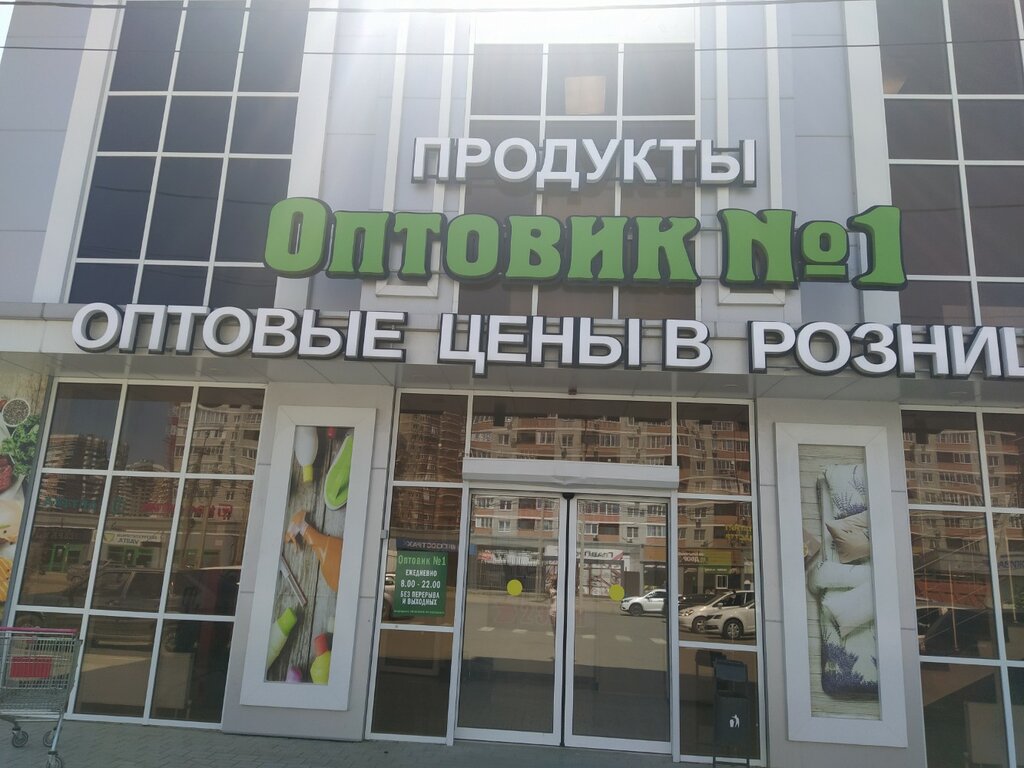 ПРОДУКТЫ
Оптовик №1
ОПТОВЫЕ ЦЕНЫ В РОЗНИЦ
Оптовик №1
ЕЖЕДНЕВНО
8.00 - 22.00
БЕЗ ПЕРЕРЫВА
И ВЫХОДНЫХ